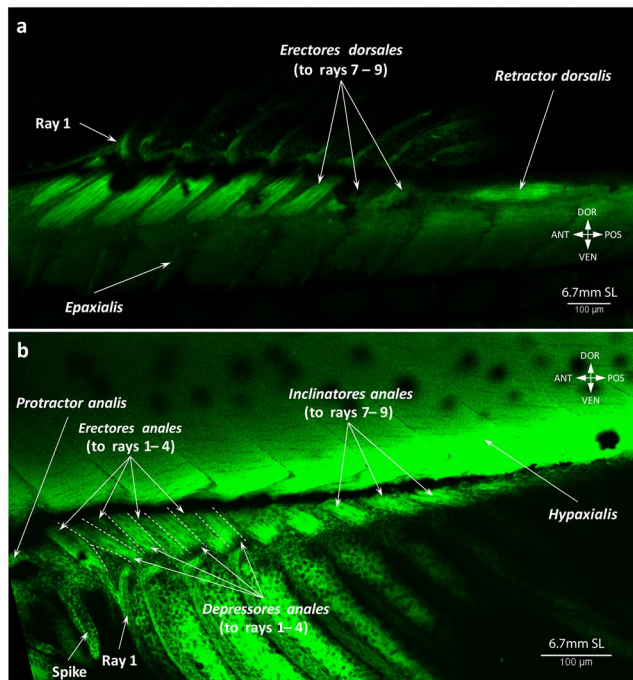 a
Erectores dorsales
(to rays 7 – 9)
Retractor dorsalis
Ray 1
DOR
ANT
POS
VEN
Epaxialis
6.7mm SL
100 µm
b
DOR
ANT
POS
VEN
Protractor analis
Inclinatores anales
(to rays 7– 9)
Erectores anales
(to rays 1– 4)
Hypaxialis
Depressores anales
(to rays 1– 4)
Ray 1
Spike
6.7mm SL
100 µm